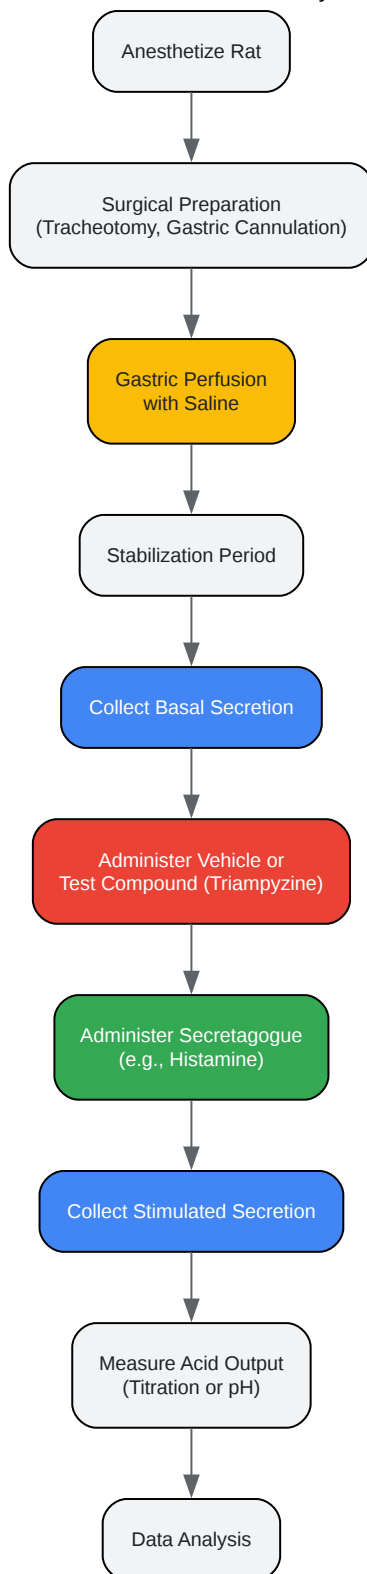 Anesthetize Rat
Surgical Preparation
(Tracheotomy, Gastric Cannulation)
Gastric Perfusion
with Saline
Stabilization Period
Collect Basal Secretion
Administer Vehicle or
Test Compound (Triampyzine)
Administer Secretagogue
(e.g., Histamine)
Collect Stimulated Secretion
Measure Acid Output
(Titration or pH)
Data Analysis